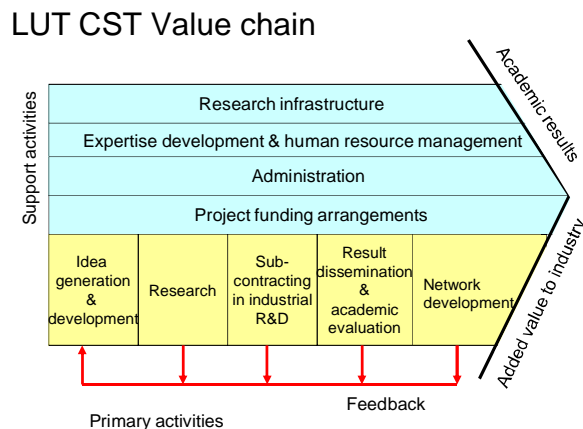 LUT CST Value chain
Support activities
Research infrastructure
Expertise development & human resource management
Administration
Project funding arrangements
Academic results
Added value to industry
Idea
generation
&
development
Research
Sub-
contracting
in industrial
R&D
Result
dissemination
&
academic
evaluation
Network
development
Feedback
Primary activities